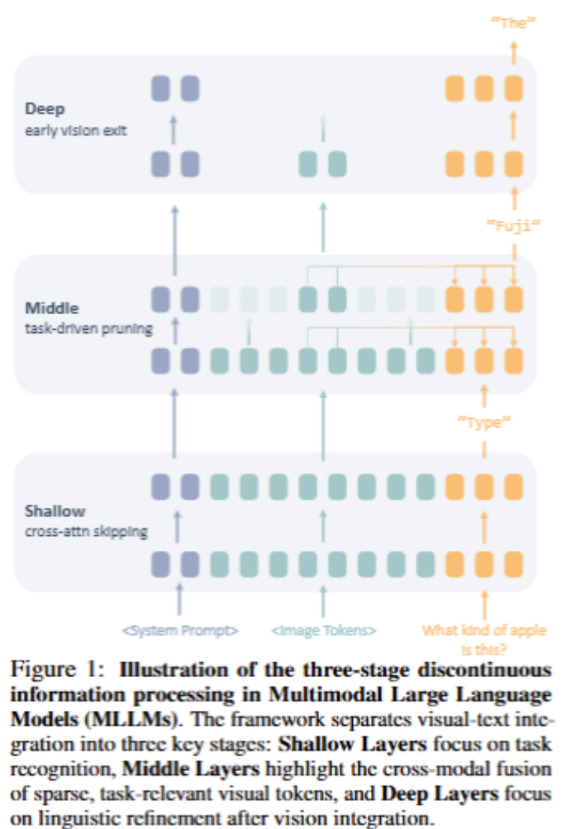 "The"
Deep
early vision exit
"Fuji"
Middle
task-driven pruning
"Type"
Shallow
cross-attn skipping
<System Prompt>
<Image Tokens>
What kind of apple
is this?
Figure 1: Illustration of the three-stage discontinuous
information processing in Multimodal Large Language
Models (MLLMs). The framework separates visual-text inte-
gration into three key stages: Shallow Layers focus on task
recognition, Middle Layers highlight the cross-modal fusion
of sparse, task-relevant visual tokens, and Deep Layers focus
on linguistic refinement after vision integration.